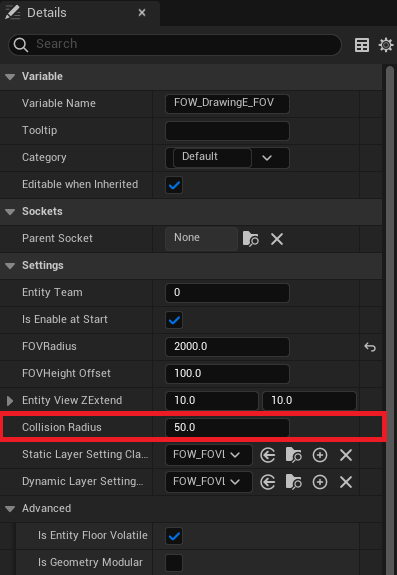 Details
Search
Variable
Variable Name FOW_DrawingE_FOV
Tooltip
Category Default
Editable when Inherited
Sockets
Parent Socket None
Settings
Entity Team 0
Is Enable at Start
FOVRadius 2000.0
FOVHeight Offset 100.0
Entity View ZExtend 10.0 10.0
Collision Radius 50.0
Static Layer Setting Cla... FOW_FOVL
Dynamic Layer Setting... FOW_FOVL
Advanced
Is Entity Floor Volatile
Is Geometry Modular